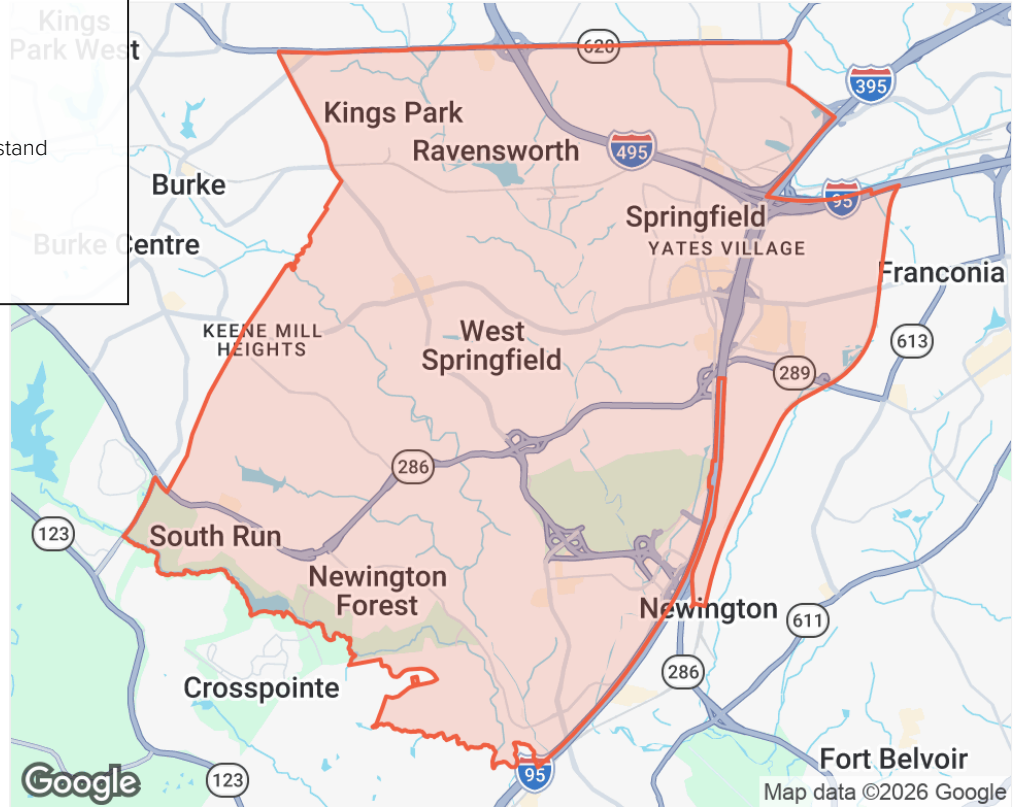 Kings
Park West
stand
620
395
Kings Park
Ravensworth
495
Burke
95
Springfield
YATES VILLAGE
Burke Centre
Franconia
KEENE MILL
HEIGHTS
West
Springfield
613
289
286
123
South Run
Newington
Forest
Newington
611
286
Crosspointe
Fort Belvoir
95
123
Google
Map data ©2026 Google